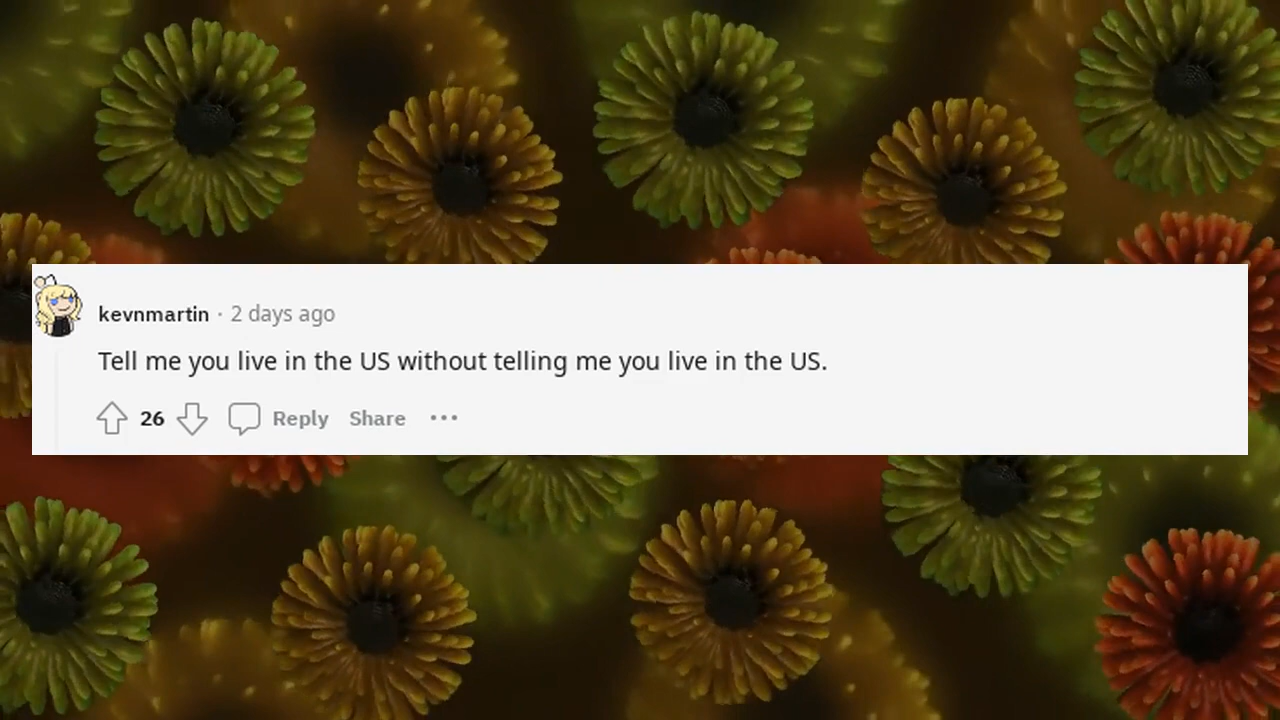 kevnmartin · 2 days ago
Tell me you live in the US without telling me you live in the US.
26 Reply Share ···